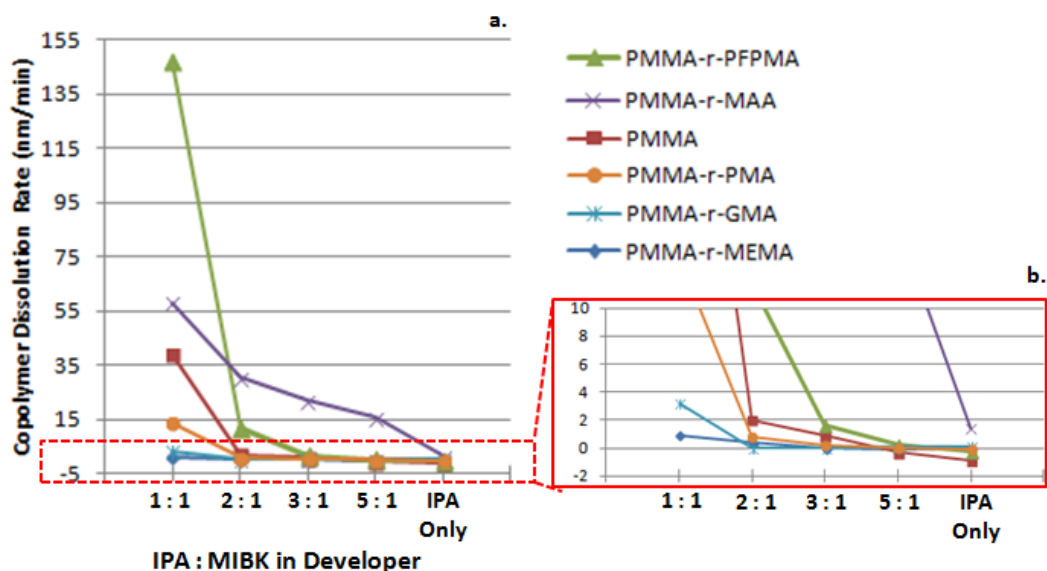 a.
Copolymer Dissolution Rate (nm/min)
155
135
115
95
75
55
35
15
-5
1 : 1
2 : 1
3 : 1
5 : 1
IPA
Only
IPA : MIBK in Developer
PMMA-r-PFPMA
PMMA-r-MAA
PMMA
PMMA-r-PMA
PMMA-r-GMA
PMMA-r-MEMA
b.
10
8
6
4
2
0
-2
1 : 1
2 : 1
3 : 1
5 : 1
IPA
Only